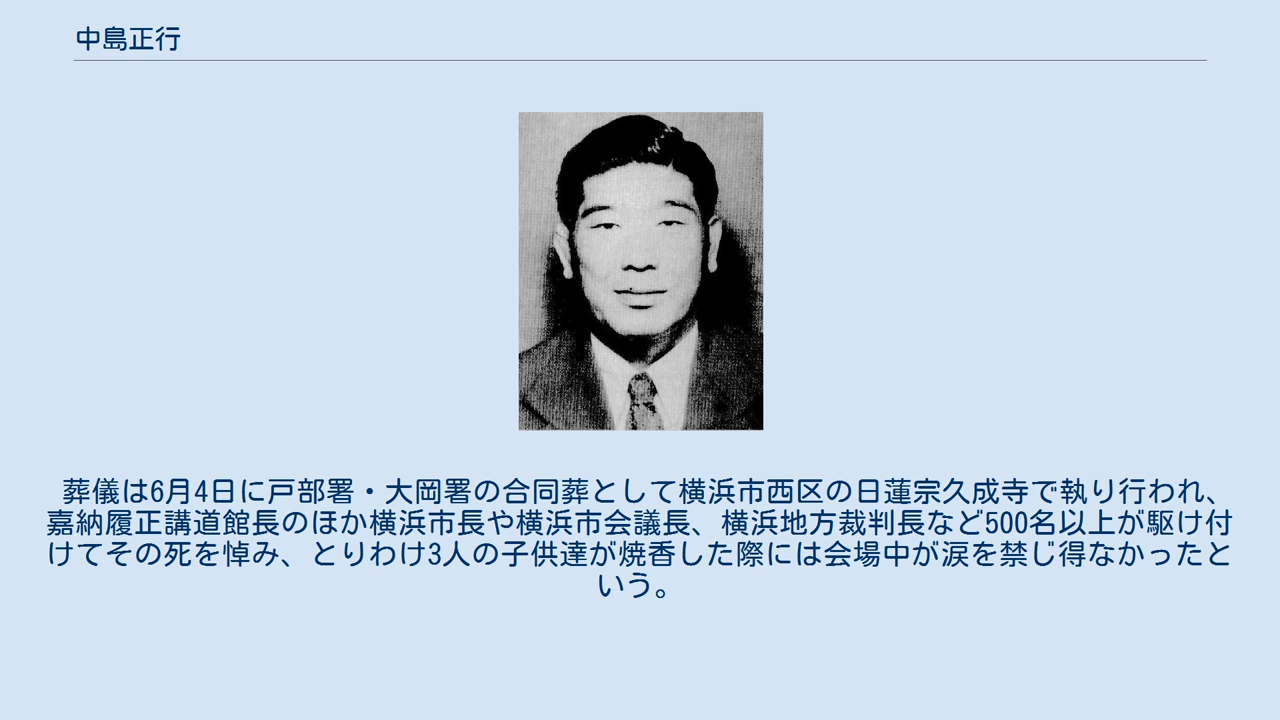 中島正行
葬儀は6月4日に戸部署・大岡署の合同葬として横浜市西区の日蓮宗久成寺で執り行われ、
嘉納履正講道館長のほか横浜市長や横浜市会議長、横浜地方裁判長など500名以上が駆け付
けてその死を悼み、とりわけ3人の子供達が焼香した際には会場中が涙を禁じ得なかったと
いう。